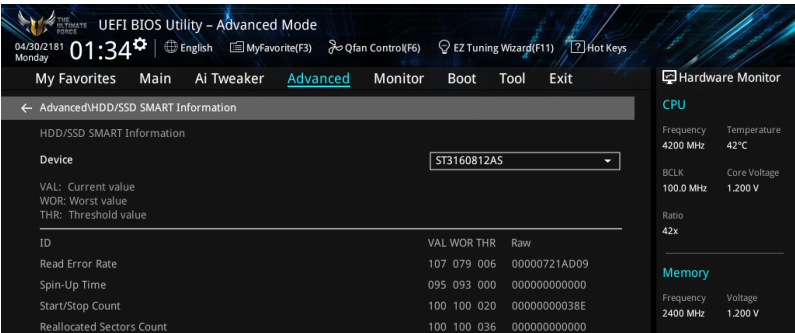 THE ULTIMATE FORCE
UEFI BIOS Utility – Advanced Mode
04/30/2181 Monday 01:34 English MyFavorite(F3) Qfan Control(F6) EZ Tuning Wizard(F11) ? Hot Keys
My Favorites Main Ai Tweaker Advanced Monitor Boot Tool Exit
← Advanced\HDD/SSD SMART Information
HDD/SSD SMART Information
Device ST3160812AS
VAL: Current value
WOR: Worst value
THR: Threshold value
ID VAL WOR THR Raw
Read Error Rate 107 079 006 00000721AD09
Spin-Up Time 095 093 000 000000000000
Start/Stop Count 100 100 020 00000000038E
Reallocated Sectors Count 100 100 036 000000000000
Hardware Monitor
CPU
Frequency Temperature
4200 MHz 42°C
BCLK Core Voltage
100.0 MHz 1.200 V
Ratio
42x
Memory
Frequency Voltage
2400 MHz 1.200 V